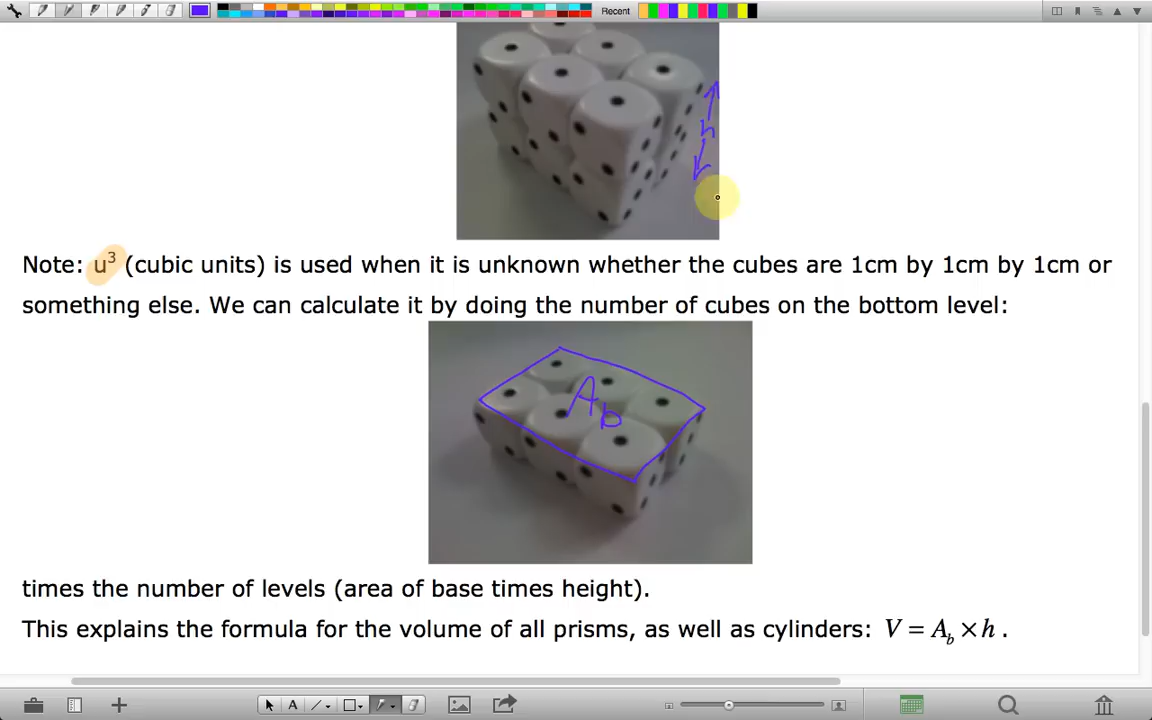 Recent
h
Note: u³ (cubic units) is used when it is unknown whether the cubes are 1cm by 1cm by 1cm or
something else. We can calculate it by doing the number of cubes on the bottom level:
A_b
times the number of levels (area of base times height).
This explains the formula for the volume of all prisms, as well as cylinders: V = A_b × h .
A